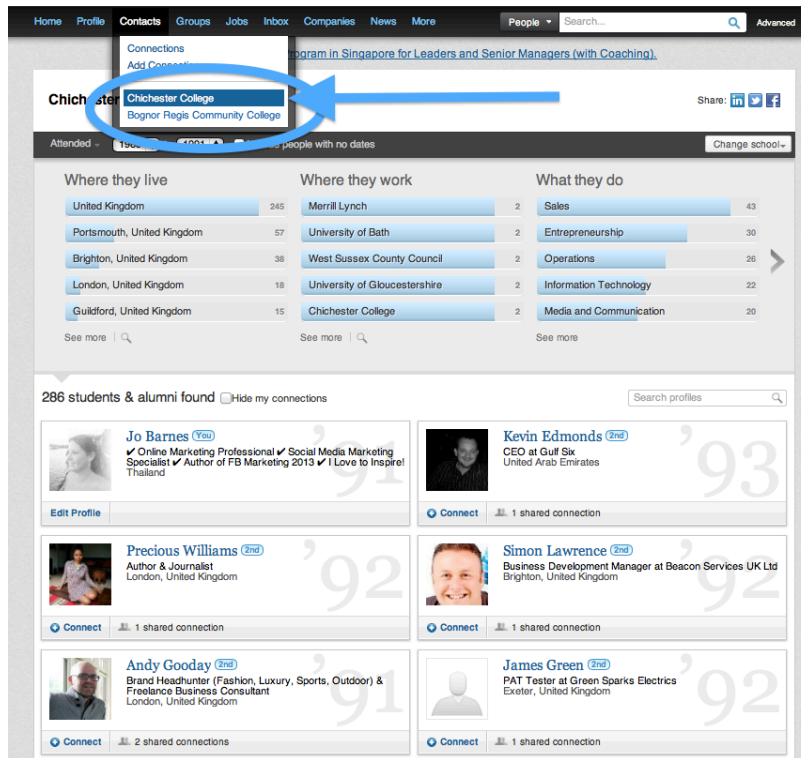 Home Profile Contacts Groups Jobs Inbox Companies News More People Search... Advanced
Connections
Program in Singapore for Leaders and Senior Managers (with Coaching).
Add
Chichester
Chichester College
Share: in f
Bognor Regis Community College
Attended 1991 people with no dates Change school
Where they live Where they work What they do
United Kingdom 245 Merrill Lynch 2 Sales 43
Portsmouth, United Kingdom 57 University of Bath 2 Entrepreneurship 30
Brighton, United Kingdom 38 West Sussex County Council 2 Operations 26
London, United Kingdom 18 University of Gloucestershire 2 Information Technology 22
Guildford, United Kingdom 15 Chichester College 2 Media and Communication 20
See more See more See more
286 students & alumni found Hide my connections Search profiles
Jo Barnes You '91
✔ Online Marketing Professional ✔ Social Media Marketing
Specialist ✔ Author of FB Marketing 2013 ✔ I Love to Inspire!
Thailand
Edit Profile
Kevin Edmonds 2nd '93
CEO at Gulf Six
United Arab Emirates
Connect 1 shared connection
Precious Williams 2nd '92
Author & Journalist
London, United Kingdom
Connect 1 shared connection
Simon Lawrence 2nd '92
Business Development Manager at Beacon Services UK Ltd
Brighton, United Kingdom
Connect 1 shared connection
Andy Gooday 2nd '91
Brand Headhunter (Fashion, Luxury, Sports, Outdoor) &
Freelance Business Consultant
London, United Kingdom
Connect 2 shared connections
James Green 2nd '92
PAT Tester at Green Sparks Electrics
Exeter, United Kingdom
Connect 1 shared connection